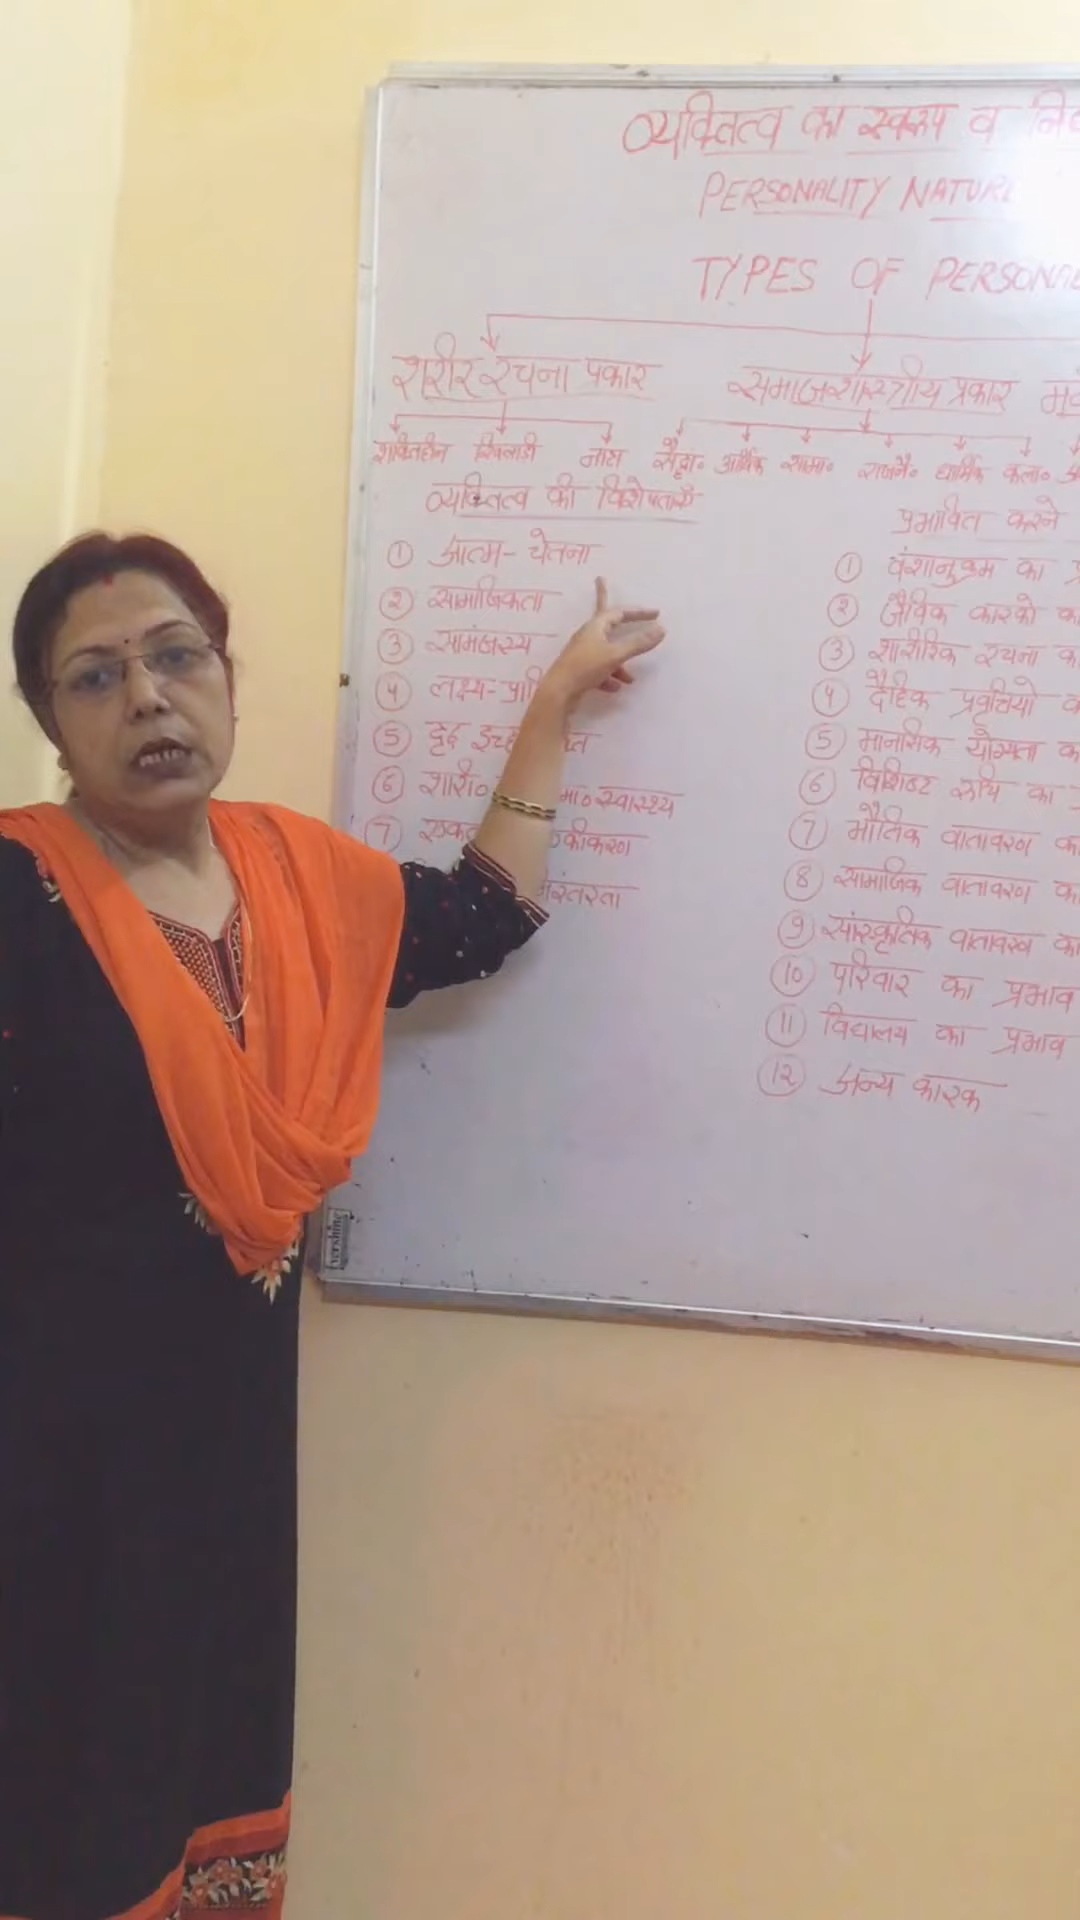 व्यक्तित्व का स्वरूप व
PERSONALITY NATURE
TYPES OF PERSONA
शरीर रचना प्रकार समाजशास्त्रीय प्रकार
शक्तिहीन खिलाड़ी नाटा सैद्धा॰ आर्थिक सामा॰ राजनै॰ धार्मिक कला॰
व्यक्तित्व की विशेषताएँ
① आत्म-चेतना
② सामाजिकता
③ सामंजस्य
④ लक्ष्य-प्रा
⑤ दृढ़ इच्छ
⑥ शारी॰ मा॰ स्वास्थ्य
⑦ एक कीकरण
प्रभावित करने
① वंशानुक्रम का
② जैविक कारको का
③ शारीरिक रचना क
④ दैहिक प्रवृत्तियो क
⑤ मानसिक योग्यता क
⑥ विशिष्ट रुचि का
⑦ भौतिक वातावरण क
⑧ सामाजिक वातावरण क
⑨ सांस्कृतिक वातावरण का
⑩ परिवार का प्रभाव
⑪ विद्यालय का प्रभाव
⑫ अन्य कारक